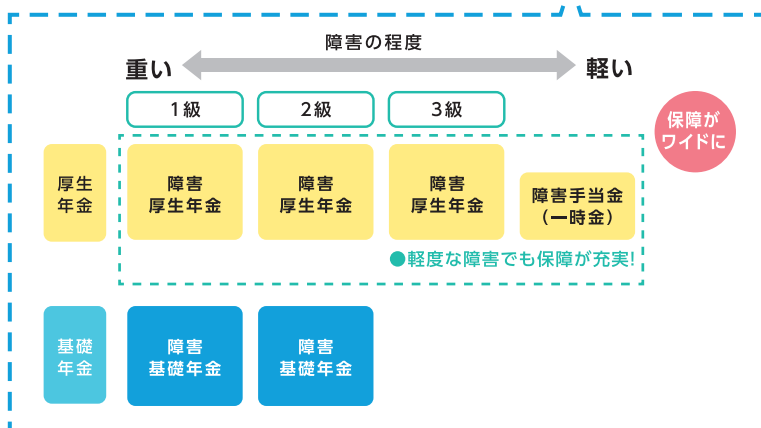 障害の程度
重い
軽い
1級
2級
3級
保障が
ワイドに
厚生
年金
障害
厚生年金
障害
厚生年金
障害
厚生年金
障害手当金
（一時金）
●軽度な障害でも保障が充実!
基礎
年金
障害
基礎年金
障害
基礎年金